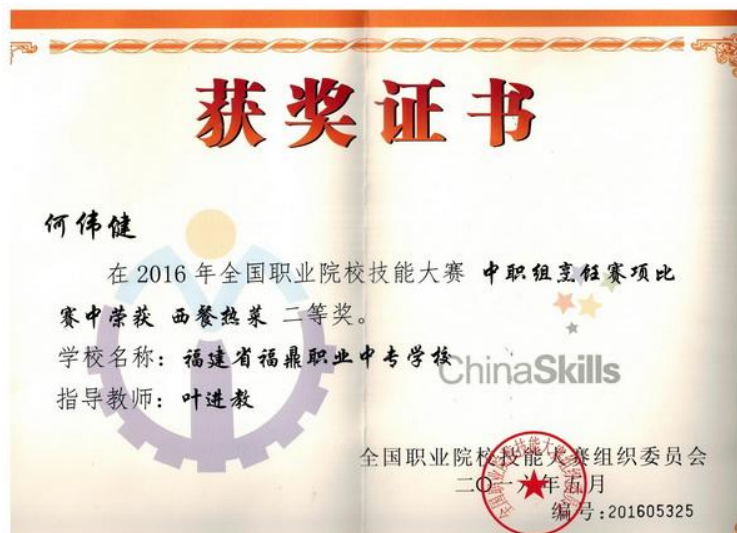 获奖证书
何伟健
在 2016 年全国职业院校技能大赛 中职组烹饪赛项比
赛中荣获 西餐热菜 二等奖。
学校名称：福建省福鼎职业中专学校
ChinaSkills
指导教师：叶进教
全国职业院校技能大赛组织委员会
二〇一六年五月
编号:201605325